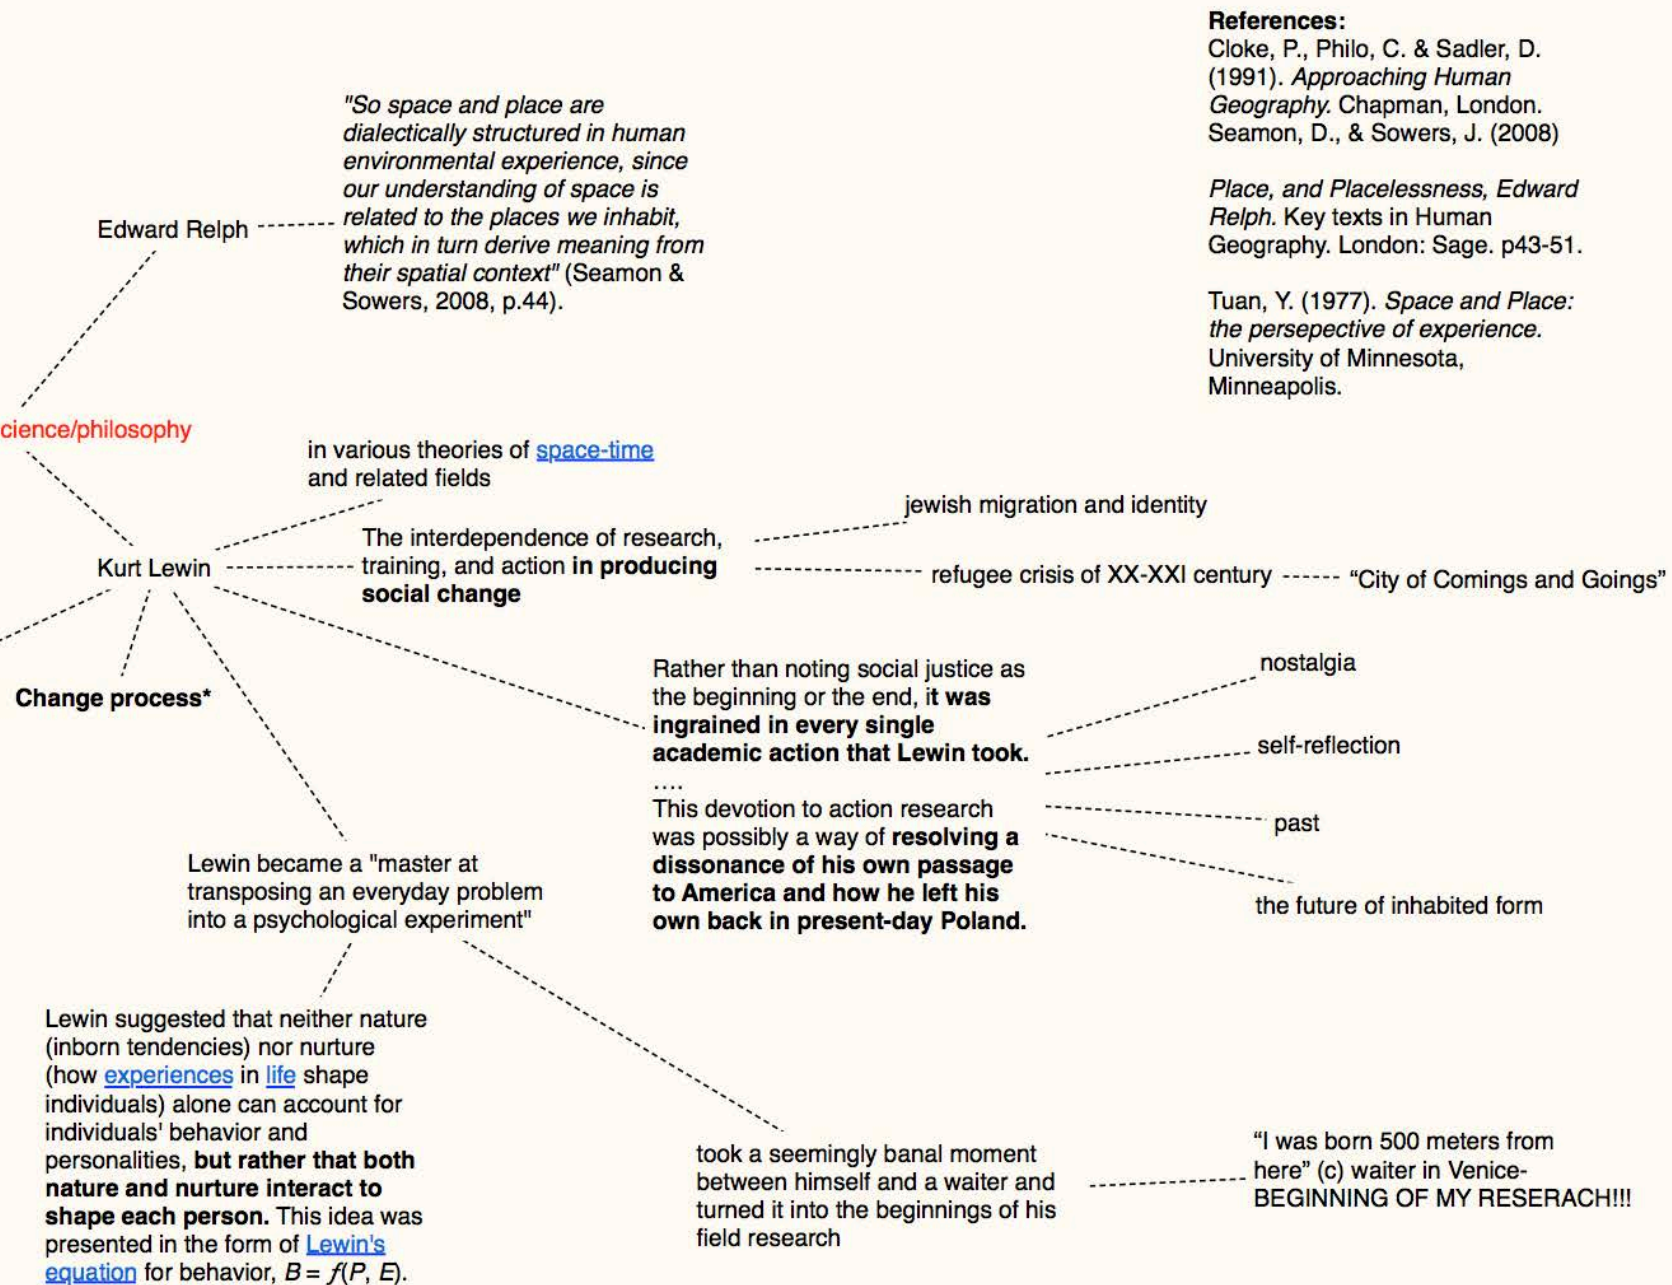 References:
Cloke, P., Philo, C. & Sadler, D.
(1991). Approaching Human
Geography. Chapman, London.
Seamon, D., & Sowers, J. (2008)
Place, and Placelessness, Edward
Relph. Key texts in Human
Geography. London: Sage. p43-51.
Tuan, Y. (1977). Space and Place:
the persepective of experience.
University of Minnesota,
Minneapolis.
Edward Relph
"So space and place are
dialectically structured in human
environmental experience, since
our understanding of space is
related to the places we inhabit,
which in turn derive meaning from
their spatial context" (Seamon &
Sowers, 2008, p.44).
cience/philosophy
Kurt Lewin
in various theories of space-time
and related fields
The interdependence of research,
training, and action in producing
social change
jewish migration and identity
refugee crisis of XX-XXI century
“City of Comings and Goings”
Change process*
Rather than noting social justice as
the beginning or the end, it was
ingrained in every single
academic action that Lewin took.
....
This devotion to action research
was possibly a way of resolving a
dissonance of his own passage
to America and how he left his
own back in present-day Poland.
nostalgia
self-reflection
past
the future of inhabited form
Lewin became a "master at
transposing an everyday problem
into a psychological experiment"
Lewin suggested that neither nature
(inborn tendencies) nor nurture
(how experiences in life shape
individuals) alone can account for
individuals' behavior and
personalities, but rather that both
nature and nurture interact to
shape each person. This idea was
presented in the form of Lewin's
equation for behavior, B = ƒ(P, E).
took a seemingly banal moment
between himself and a waiter and
turned it into the beginnings of his
field research
“I was born 500 meters from
here” (c) waiter in Venice-
BEGINNING OF MY RESERACH!!!